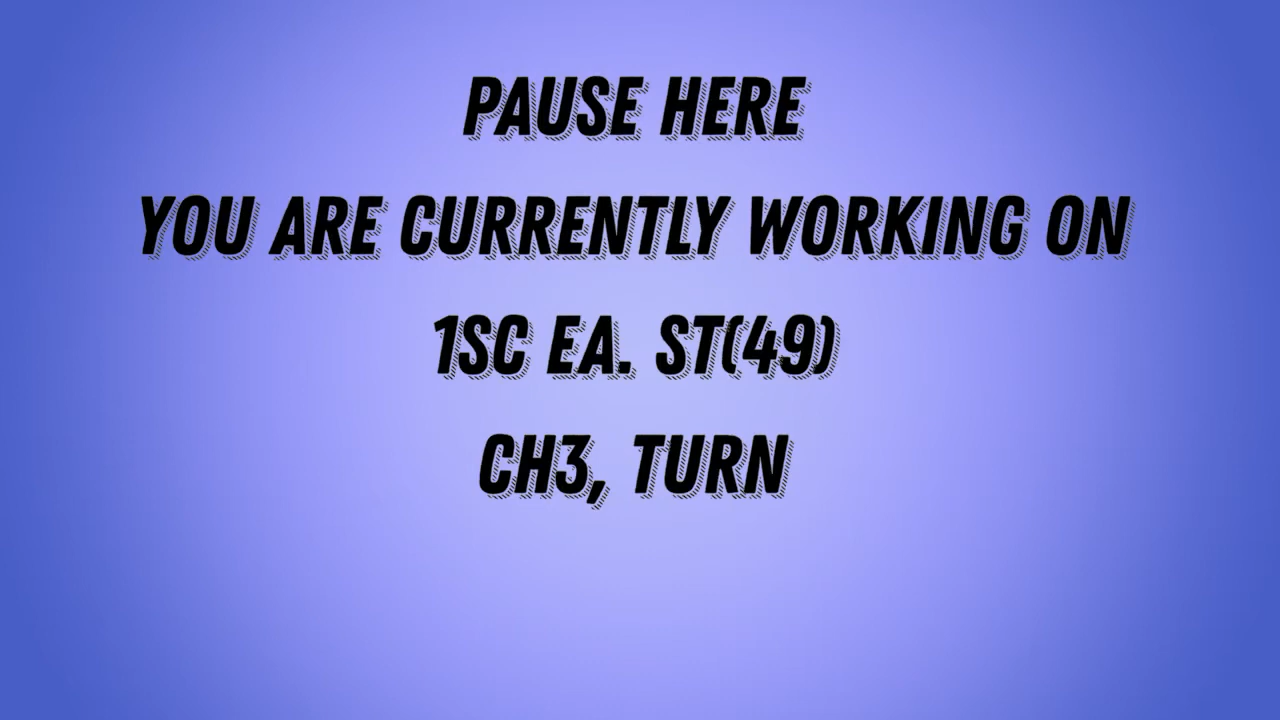 PAUSE HERE
YOU ARE CURRENTLY WORKING ON
1SC EA. ST(49)
CH3, TURN